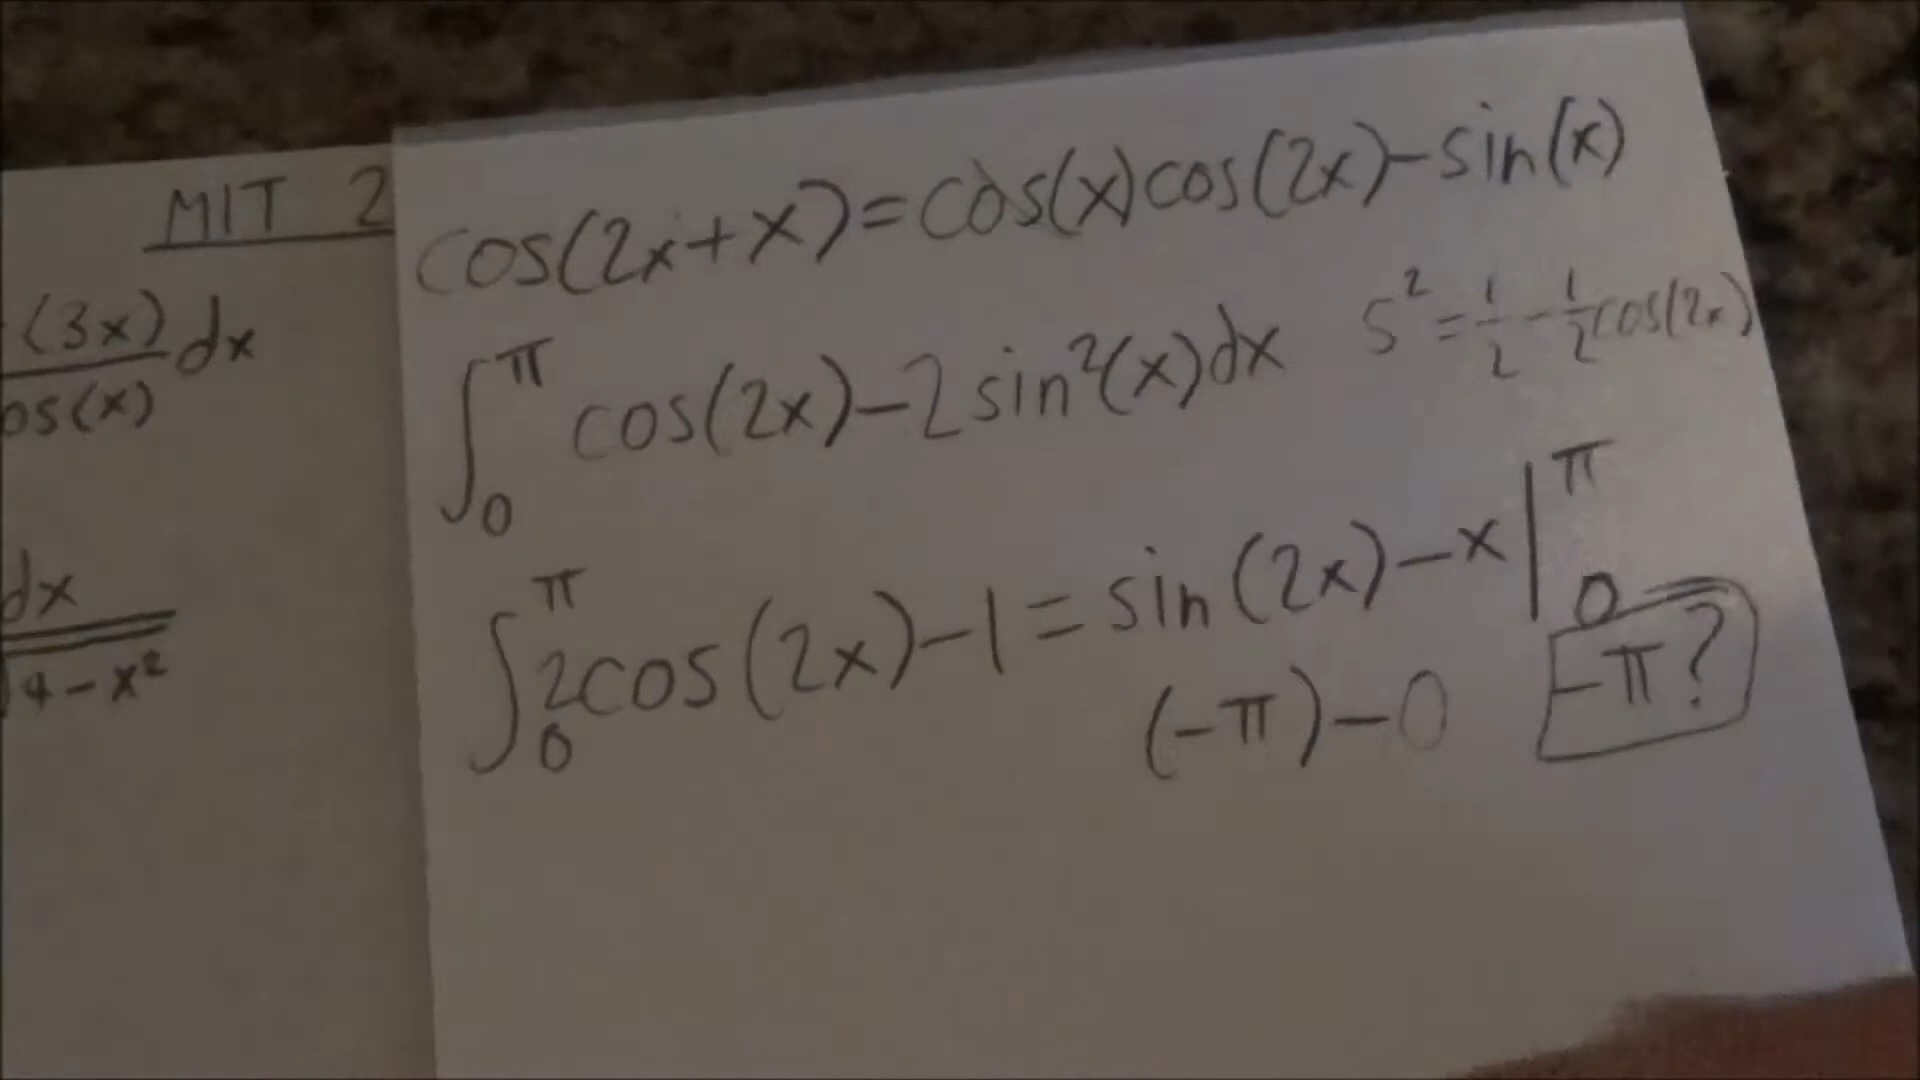 MIT 2
(3x) dx
os(x)
dx
4-x²
cos(2x+x)=cos(x)cos(2x)-sin(x)
∫₀^π cos(2x)-2sin²(x)dx
s²=1/2-1/2cos(2x)
∫₀^π 2cos(2x)-1=sin(2x)-x|₀^π
(-π)-0
-π?